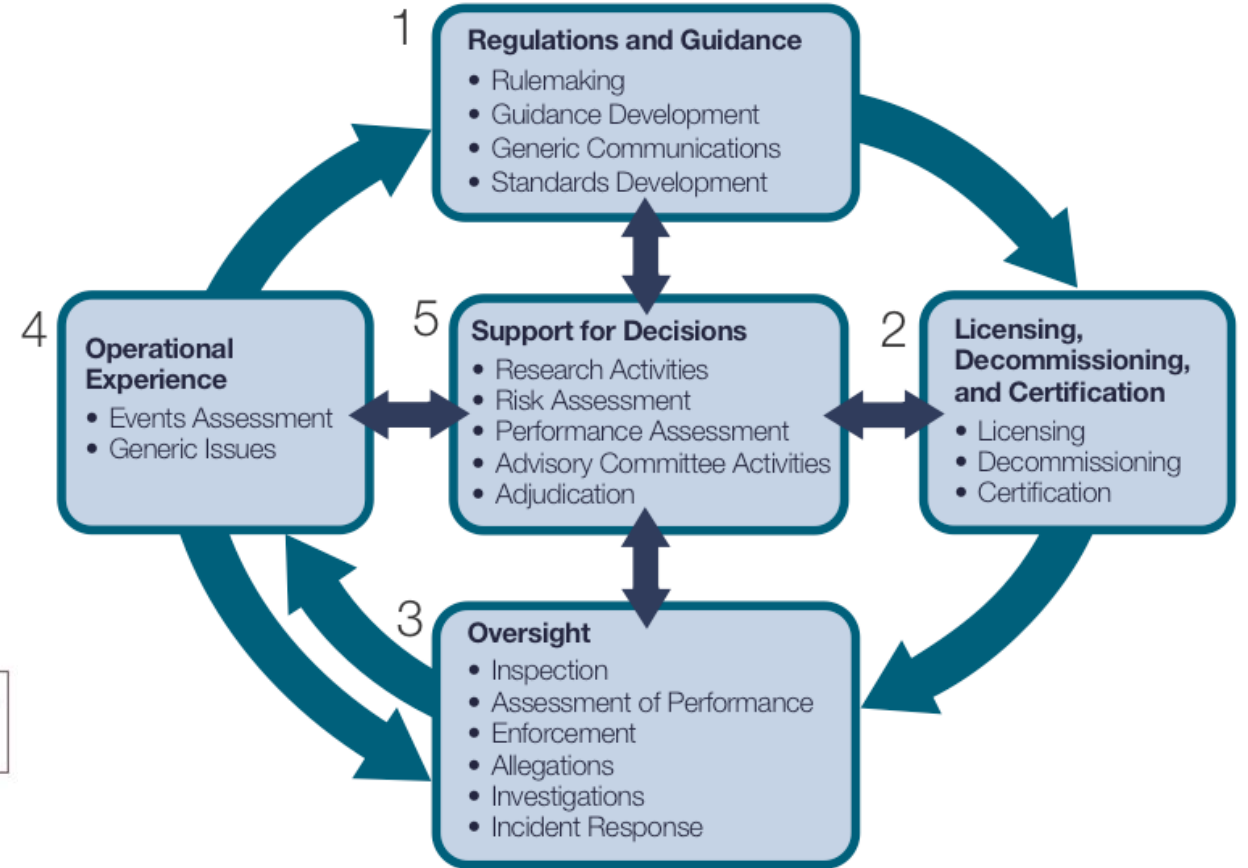 1
Regulations and Guidance
• Rulemaking
• Guidance Development
• Generic Communications
• Standards Development
4
Operational
Experience
• Events Assessment
• Generic Issues
5
Support for Decisions
• Research Activities
• Risk Assessment
• Performance Assessment
• Advisory Committee Activities
• Adjudication
2
Licensing,
Decommissioning,
and Certification
• Licensing
• Decommissioning
• Certification
3
Oversight
• Inspection
• Assessment of Performance
• Enforcement
• Allegations
• Investigations
• Incident Response